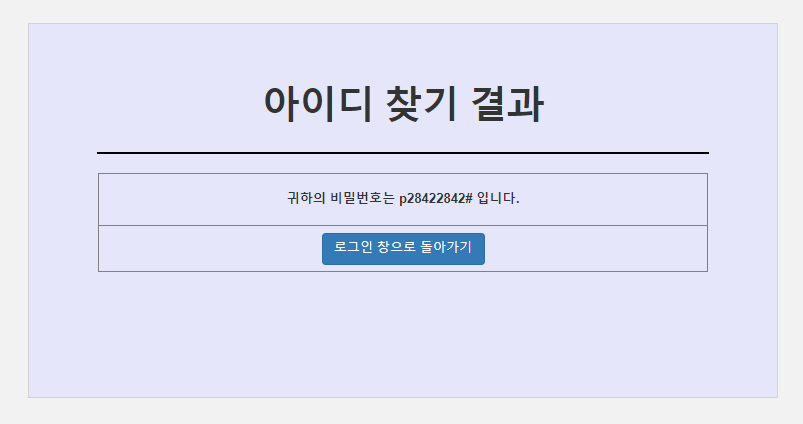 아이디 찾기 결과
귀하의 비밀번호는 p28422842# 입니다.
로그인 창으로 돌아가기